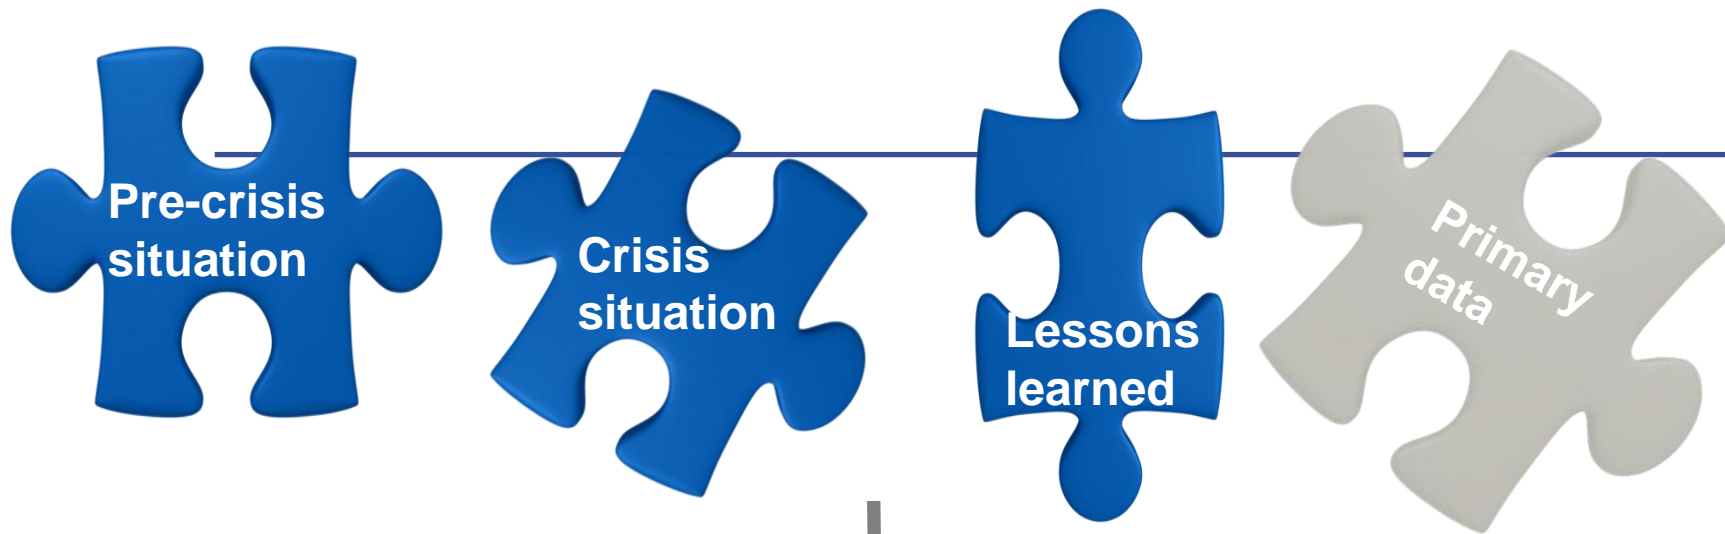 Pre-crisis
situation
Crisis
situation
Lessons
learned
Primary
data